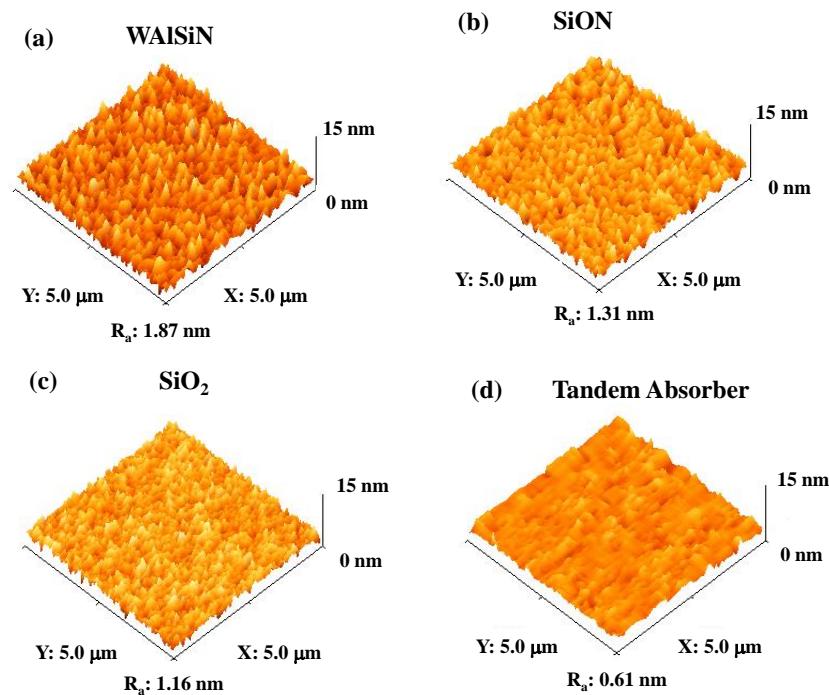 (a) WAlSiN
15 nm
0 nm
Y: 5.0 µm X: 5.0 µm
Rₐ: 1.87 nm
(b) SiON
15 nm
0 nm
Y: 5.0 µm X: 5.0 µm
Rₐ: 1.31 nm
(c) SiO₂
15 nm
0 nm
Y: 5.0 µm X: 5.0 µm
Rₐ: 1.16 nm
(d) Tandem Absorber
15 nm
0 nm
Y: 5.0 µm X: 5.0 µm
Rₐ: 0.61 nm